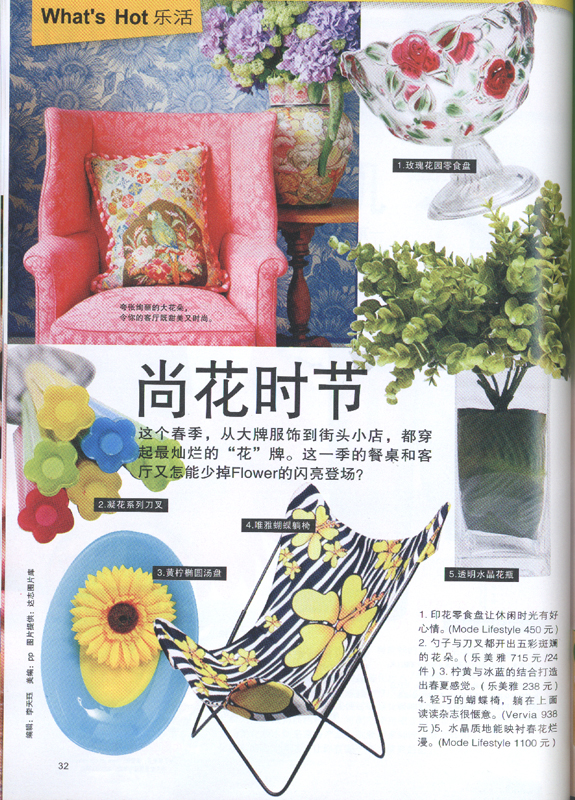 What's Hot 乐活
1.玫瑰花园零食盘
夸张绚丽的大花朵，
令你的客厅既甜美又时尚。
尚花时节
这个春季，从大牌服饰到街头小店，都穿
起最灿烂的“花”牌。这一季的餐桌和客
厅又怎能少掉Flower的闪亮登场？
2.凝花系列刀叉
4.唯雅蝴蝶躺椅
3.黄柠椭圆汤盘
5.透明水晶花瓶
1. 印花零食盘让休闲时光有好
心情。(Mode Lifestyle 450 元)
2. 勺子与刀叉都开出五彩斑斓
的花朵。(乐美雅 715 元/24
件) 3. 柠黄与冰蓝的结合打造
出春夏感觉。(乐美雅 238 元)
4. 轻巧的蝴蝶椅，躺在上面
读读杂志很惬意。(Vervia 938
元)5. 水晶质地能映衬春花烂
漫。(Mode Lifestyle 1100 元)
编辑：李天珏 美编：pp 图片提供：达志图片库
32